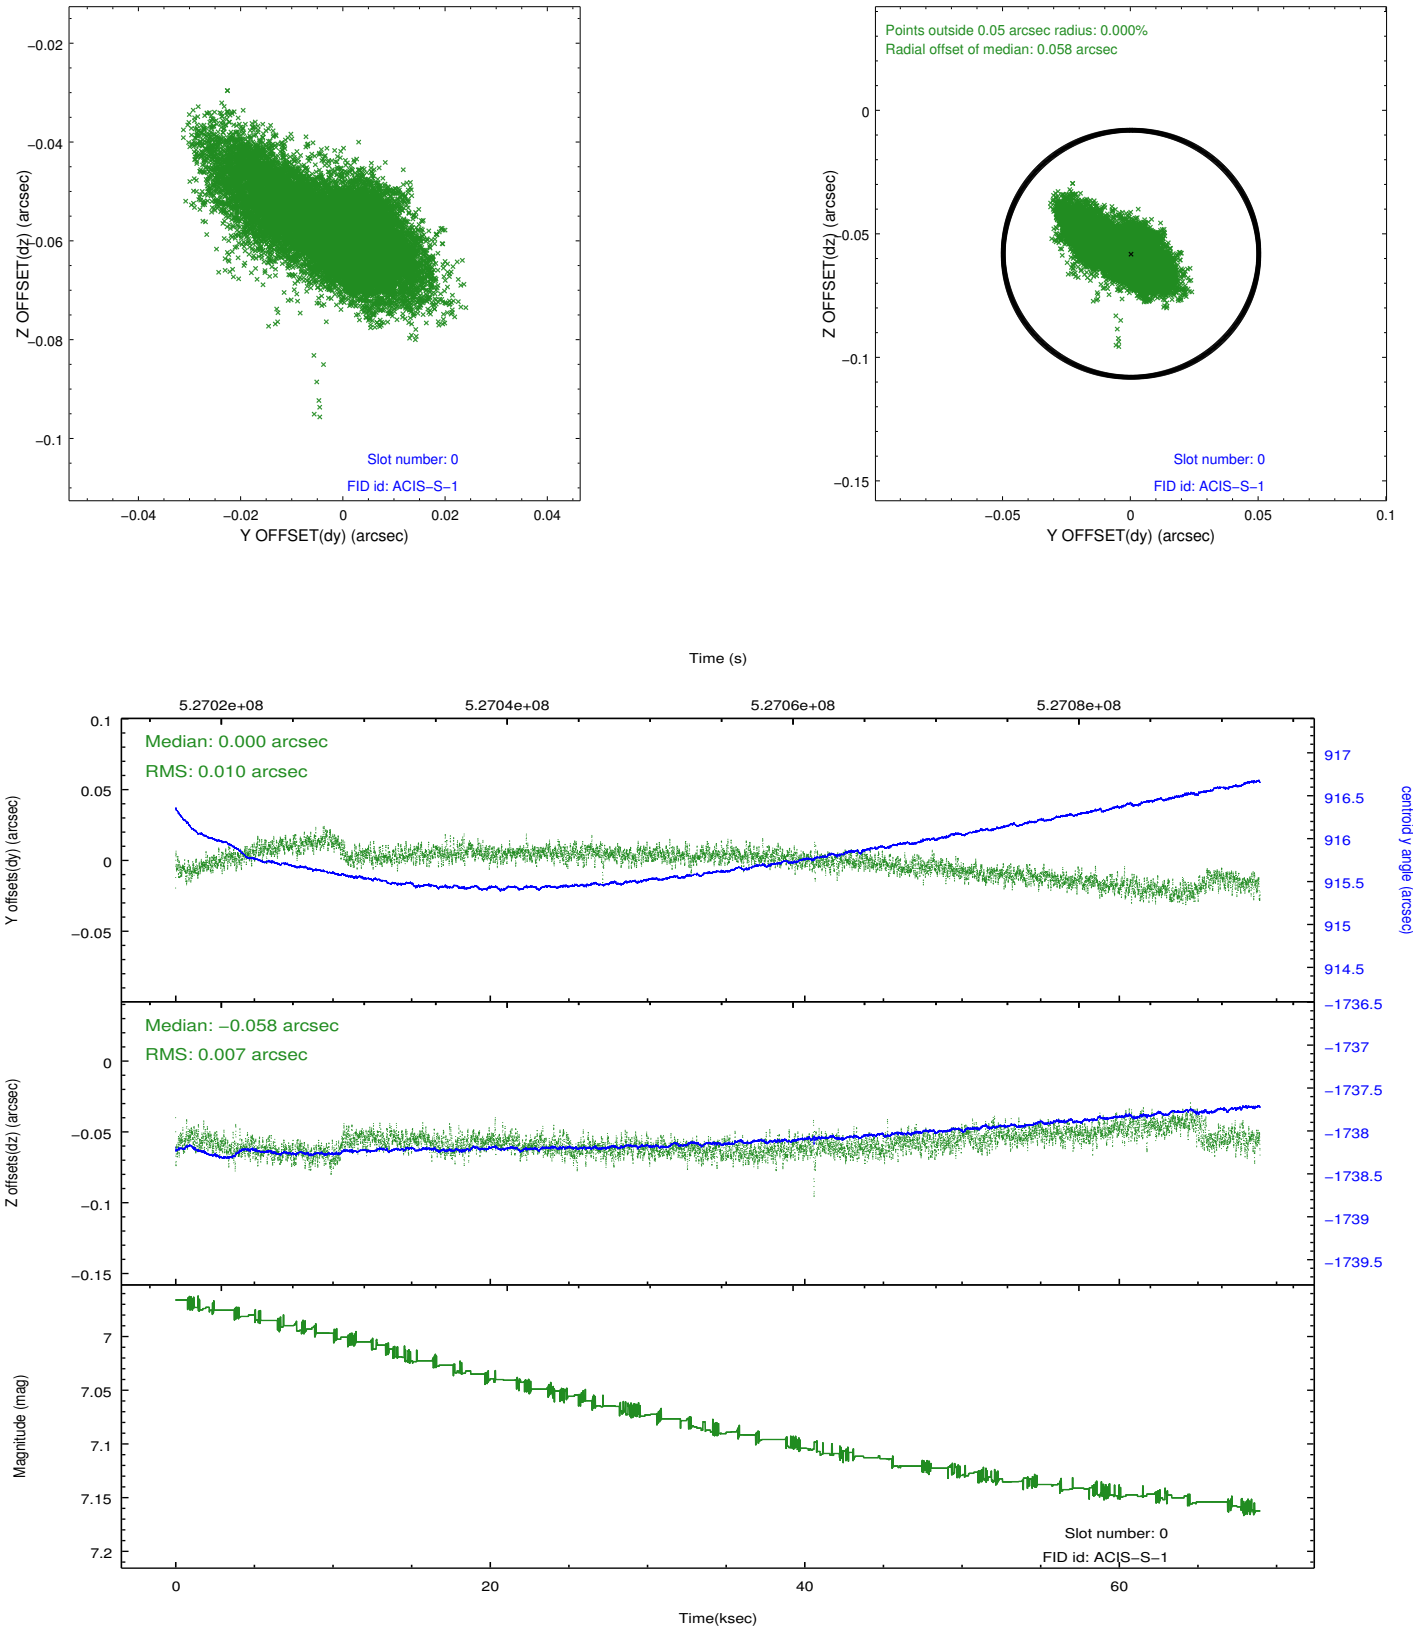 −0.02
−0.04
−0.06
−0.08
−0.1
Z OFFSET(dz) (arcsec)
Slot number: 0
FID id: ACIS−S−1
−0.04
−0.02
0
0.02
0.04
Y OFFSET(dy) (arcsec)
Points outside 0.05 arcsec radius: 0.000%
Radial offset of median: 0.058 arcsec
0
−0.05
−0.1
−0.15
Z OFFSET(dz) (arcsec)
Slot number: 0
FID id: ACIS−S−1
−0.05
0
0.05
0.1
Y OFFSET(dy) (arcsec)
Time (s)
5.2702e+08
5.2704e+08
5.2706e+08
5.2708e+08
Median: 0.000 arcsec
RMS: 0.010 arcsec
0.1
0.05
0
−0.05
Y offsets(dy) (arcsec)
917
916.5
916
915.5
915
914.5
centroid y angle (arcsec)
Median: −0.058 arcsec
RMS: 0.007 arcsec
0
−0.05
−0.1
−0.15
Z offsets(dz) (arcsec)
−1736.5
−1737
−1737.5
−1738
−1738.5
−1739
−1739.5
7
7.05
7.1
7.15
7.2
Magnitude (mag)
Slot number: 0
FID id: ACIS−S−1
0
20
40
60
Time(ksec)